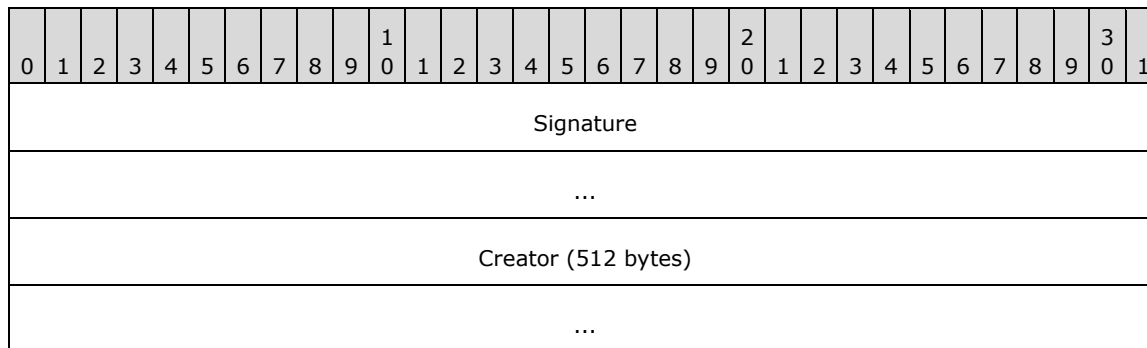 1 2 3
0 1 2 3 4 5 6 7 8 9 0 1 2 3 4 5 6 7 8 9 0 1 2 3 4 5 6 7 8 9 0 1
Signature
...
Creator (512 bytes)
...